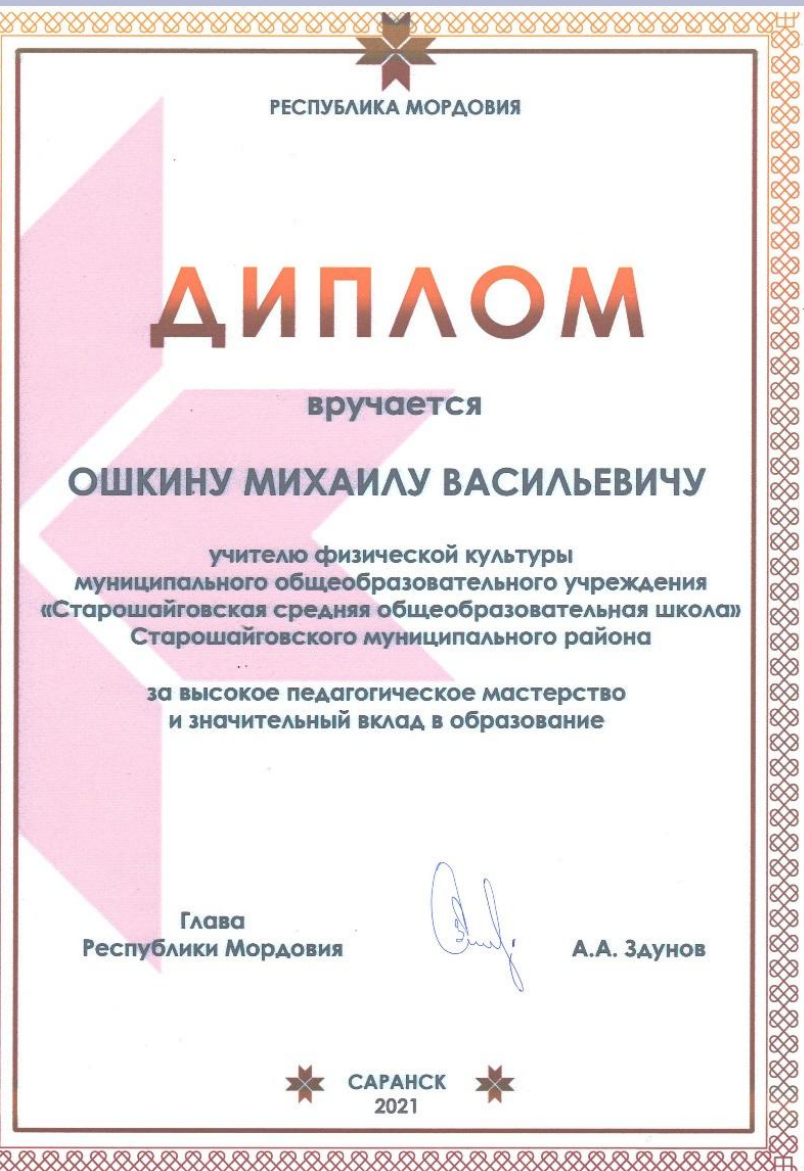 РЕСПУБЛИКА МОРДОВИЯ
ДИПЛОМ
вручается
ОШКИНУ МИХАИЛУ ВАСИЛЬЕВИЧУ
учителю физической культуры
муниципального общеобразовательного учреждения
«Старошайговская средняя общеобразовательная школа»
Старошайговского муниципального района
за высокое педагогическое мастерство
и значительный вклад в образование
Глава
Республики Мордовия
А.А. Здунов
САРАНСК
2021